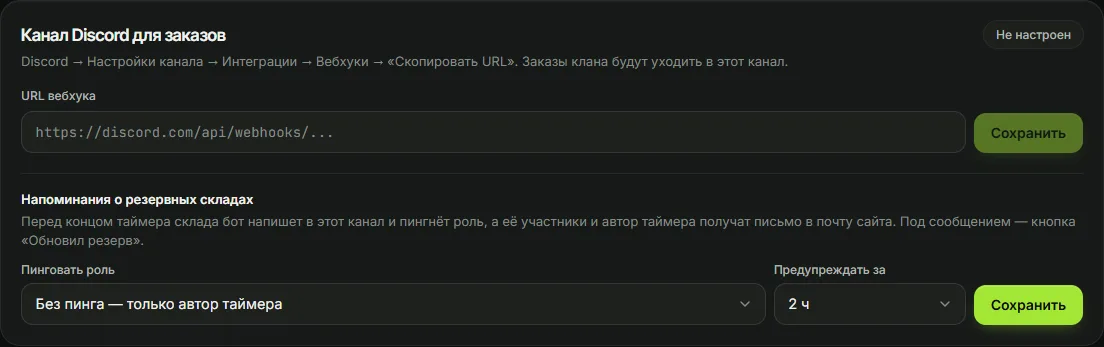 Канал Discord для заказов
Не настроен
Discord → Настройки канала → Интеграции → Вебхуки → «Скопировать URL». Заказы клана будут уходить в этот канал.
URL вебхука
https://discord.com/api/webhooks/...
Сохранить
Напоминания о резервных складах
Перед концом таймера склада бот напишет в этот канал и пингнёт роль, а её участники и автор таймера получат письмо в почту сайта. Под сообщением — кнопка
«Обновил резерв».
Пинговать роль
Предупреждать за
Без пинга — только автор таймера
2 ч
Сохранить